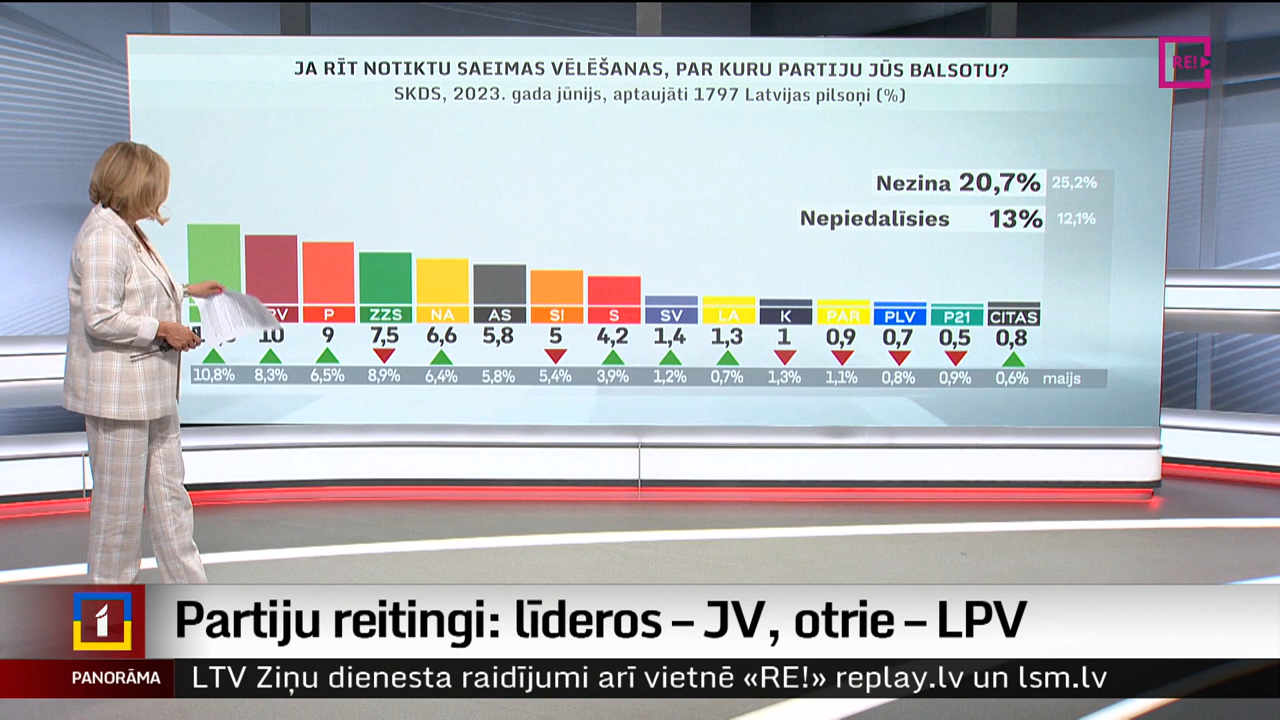 JA RĪT NOTIKTU SAEIMAS VĒLĒŠANAS, PAR KURU PARTIJU JŪS BALSOTU?
SKDS, 2023. gada jūnijs, aptaujāti 1797 Latvijas pilsoņi (%)
RE!
Nezina 20,7% 25,2%
Nepiedalīsies 13% 12,1%
P ZZS NA AS S! S SV LA K PAR PLV P21 CITAS
10 9 7,5 6,6 5,8 5 4,2 1,4 1,3 1 0,9 0,7 0,5 0,8
10,8% 8,3% 6,5% 8,9% 6,4% 5,8% 5,4% 3,9% 1,2% 0,7% 1,3% 1,1% 0,8% 0,9% 0,6% maijs
1 Partiju reitingi: līderos – JV, otrie – LPV
PANORĀMA LTV Ziņu dienesta raidījumi arī vietnē «RE!» replay.lv un lsm.lv